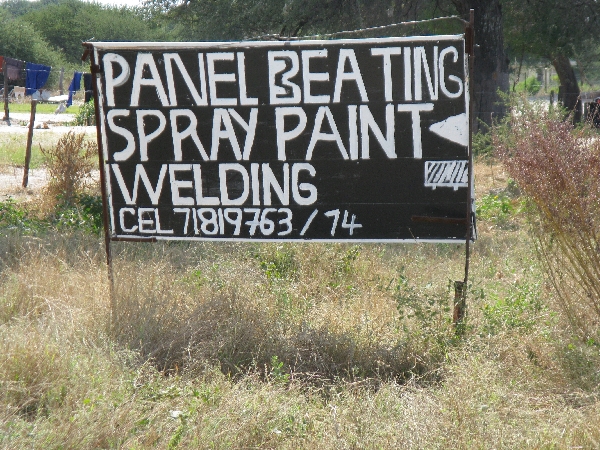 PANEL BEATING
SPRAY PAINT
WELDING
CEL 71819763/74